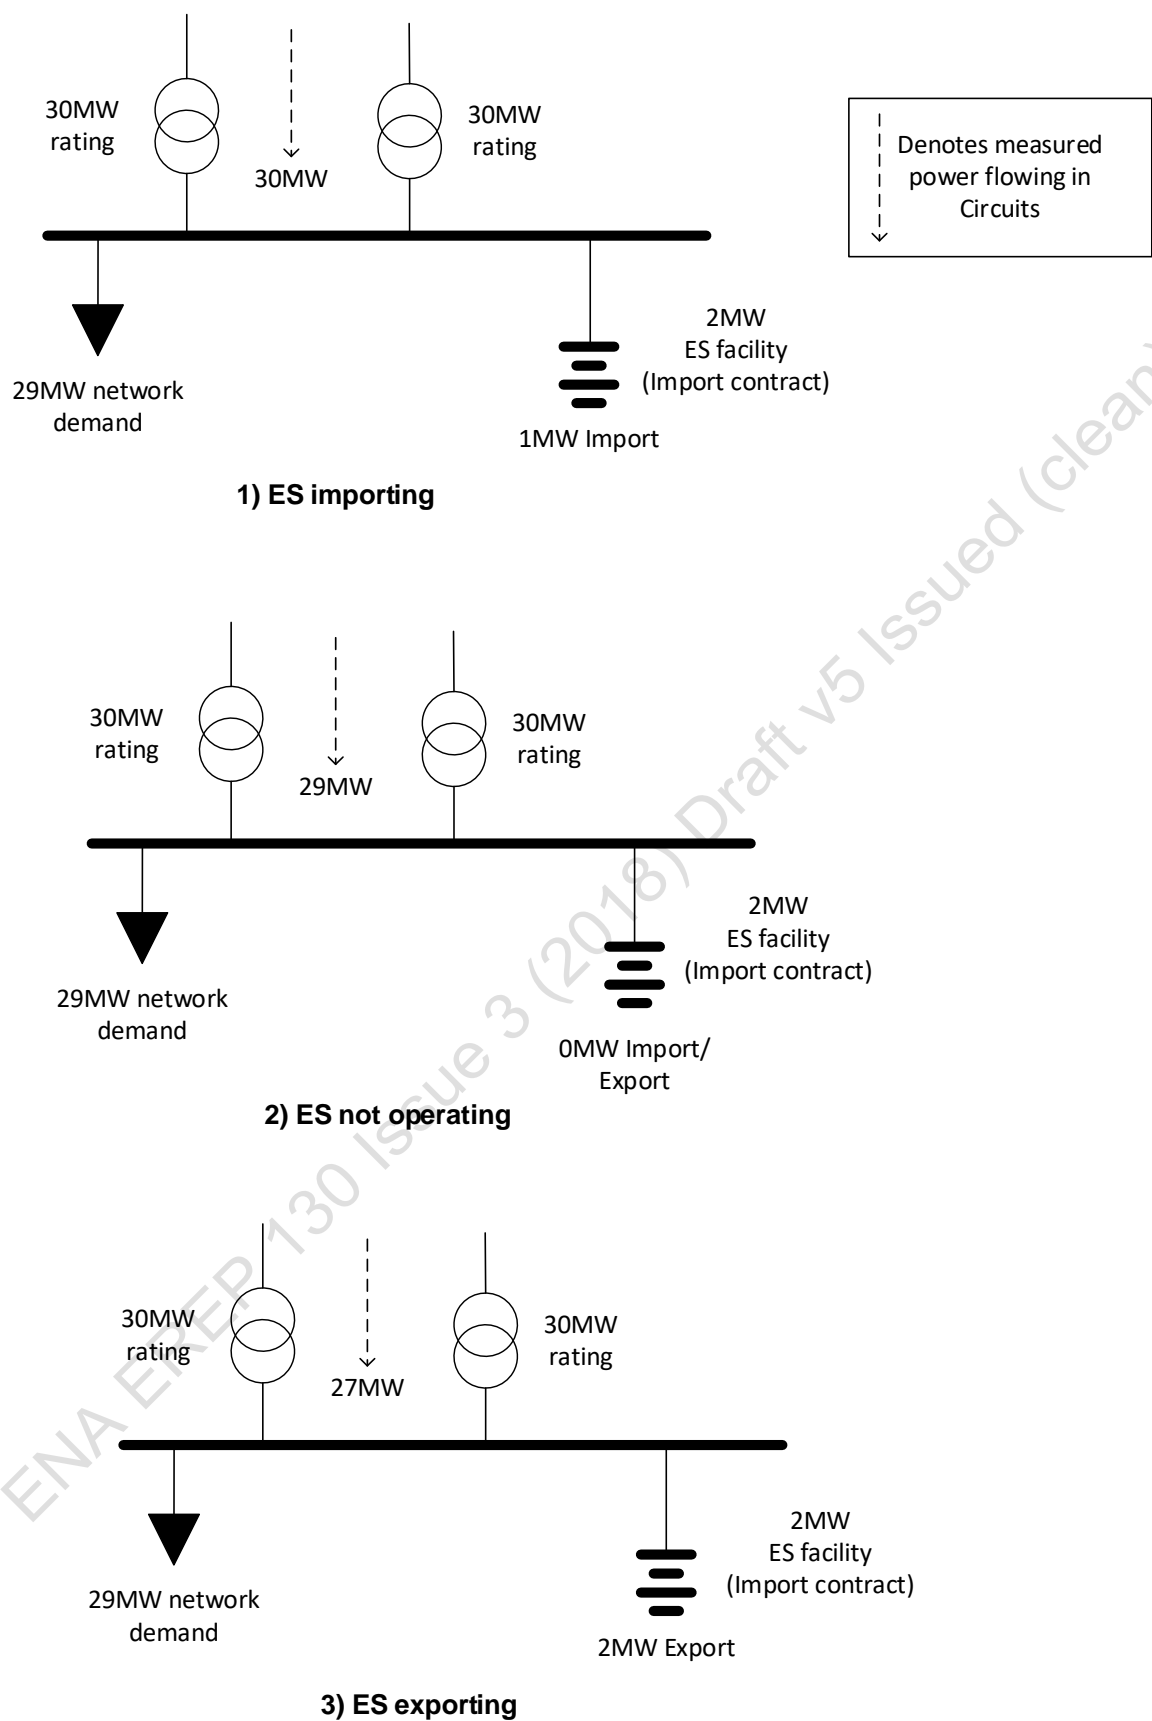 30MW
rating
30MW
30MW
rating
Denotes measured
power flowing in
Circuits
29MW network
demand
2MW
ES facility
(Import contract)
1MW Import
1) ES importing
30MW
rating
29MW
30MW
rating
29MW network
demand
2MW
ES facility
(Import contract)
0MW Import/
Export
2) ES not operating
30MW
rating
27MW
30MW
rating
29MW network
demand
2MW
ES facility
(Import contract)
2MW Export
3) ES exporting
ENA EREP 130 Issue 3 (2018) Draft v5 Issued (clean)